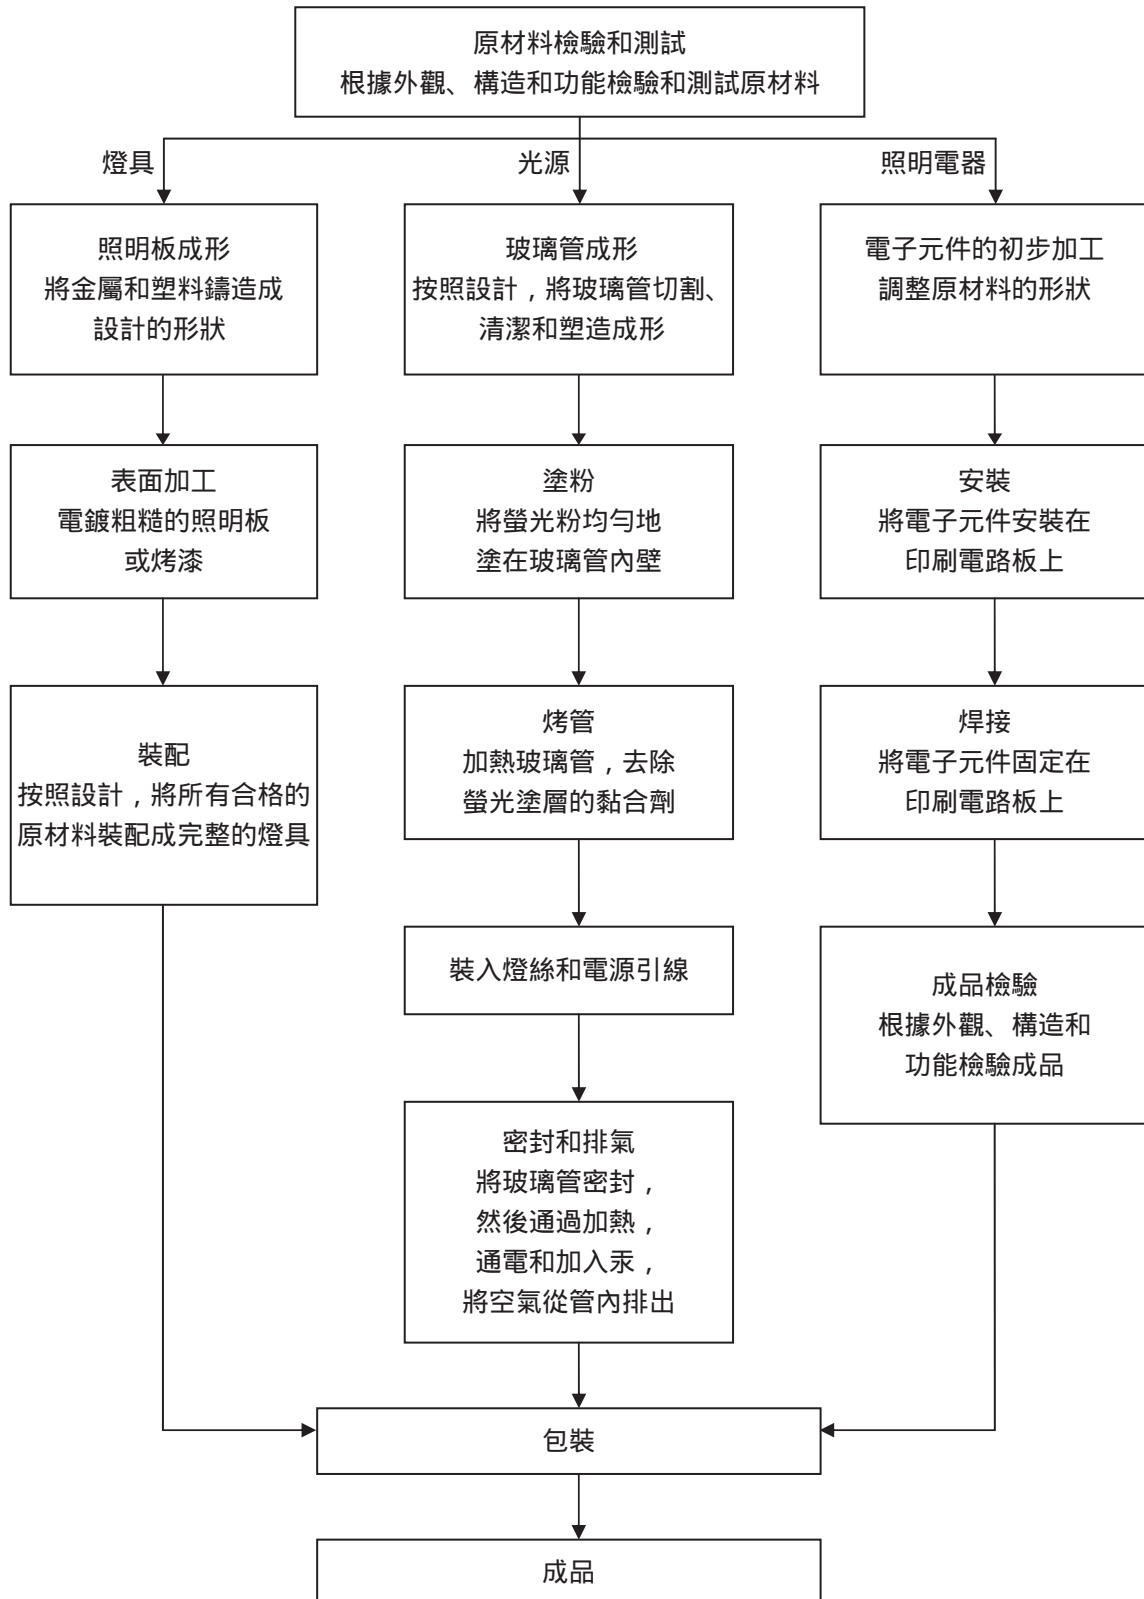 原材料檢驗和測試
根據外觀、構造和功能檢驗和測試原材料
燈具
光源
照明電器
照明板成形
將金屬和塑料鑄造成
設計的形狀
玻璃管成形
按照設計，將玻璃管切割、
清潔和塑造成形
電子元件的初步加工
調整原材料的形狀
表面加工
電鍍粗糙的照明板
或烤漆
塗粉
將螢光粉均勻地
塗在玻璃管內壁
安裝
將電子元件安裝在
印刷電路板上
裝配
按照設計，將所有合格的
原材料裝配成完整的燈具
烤管
加熱玻璃管，去除
螢光塗層的黏合劑
焊接
將電子元件固定在
印刷電路板上
裝入燈絲和電源引線
成品檢驗
根據外觀、構造和
功能檢驗成品
密封和排氣
將玻璃管密封，
然後通過加熱，
通電和加入汞，
將空氣從管內排出
包裝
成品